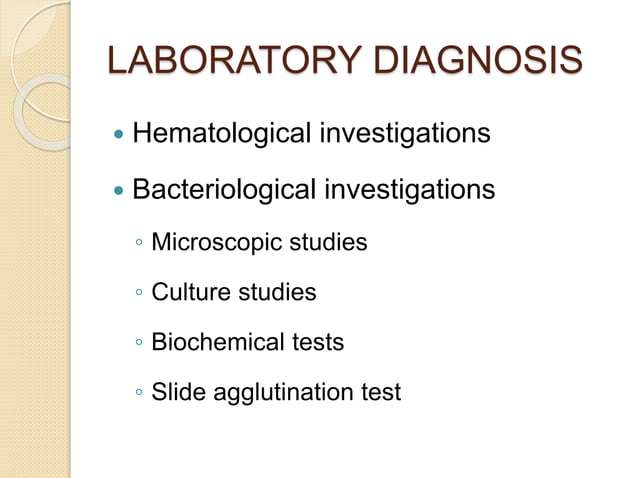 LABORATORY DIAGNOSIS
• Hematological investigations
• Bacteriological investigations
◦ Microscopic studies
◦ Culture studies
◦ Biochemical tests
◦ Slide agglutination test